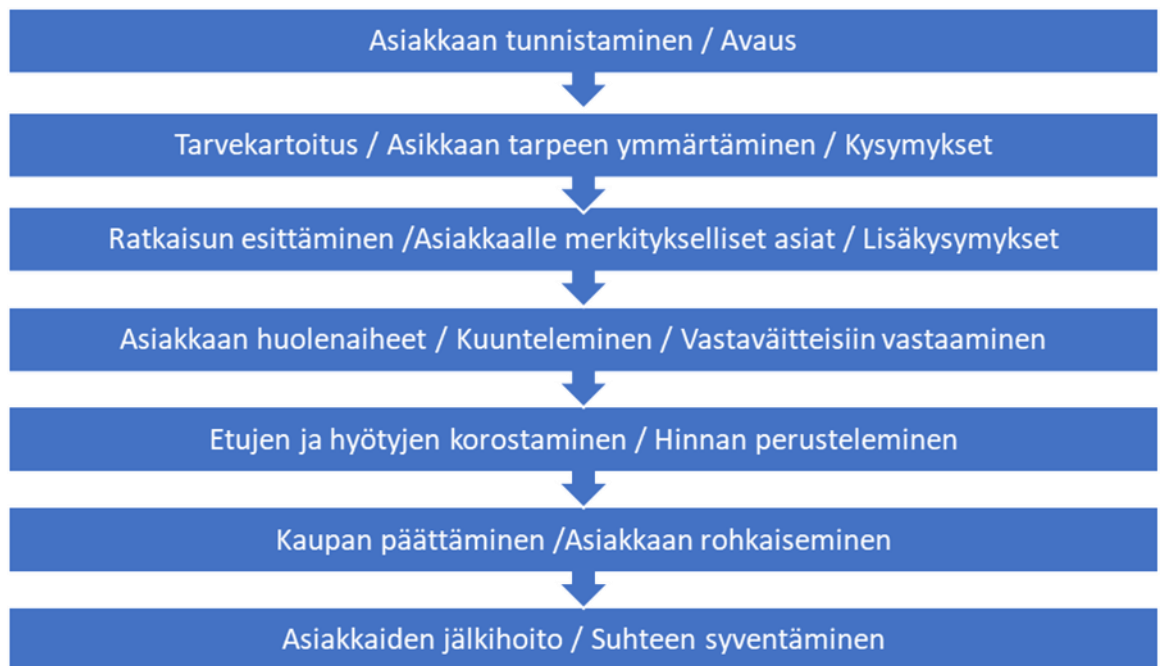 Asiakkaan tunnistaminen / Avaus
Tarvekartoitus / Asikkaan tarpeen ymmärtäminen / Kysymykset
Ratkaisun esittäminen /Asiakkaalle merkitykselliset asiat / Lisäkysymykset
Asiakkaan huolenaiheet / Kuunteleminen / Vastaväitteisiin vastaaminen
Etujen ja hyötyjen korostaminen / Hinnan perusteleminen
Kaupan päättäminen /Asiakkaan rohkaiseminen
Asiakkaiden jälkihoito / Suhteen syventäminen